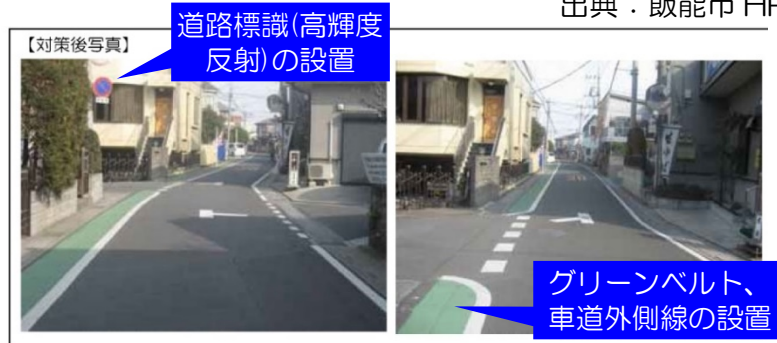 出典：飯能市 HP
【対策後写真】
道路標識(高輝度
反射)の設置
グリーンベルト、
車道外側線の設置